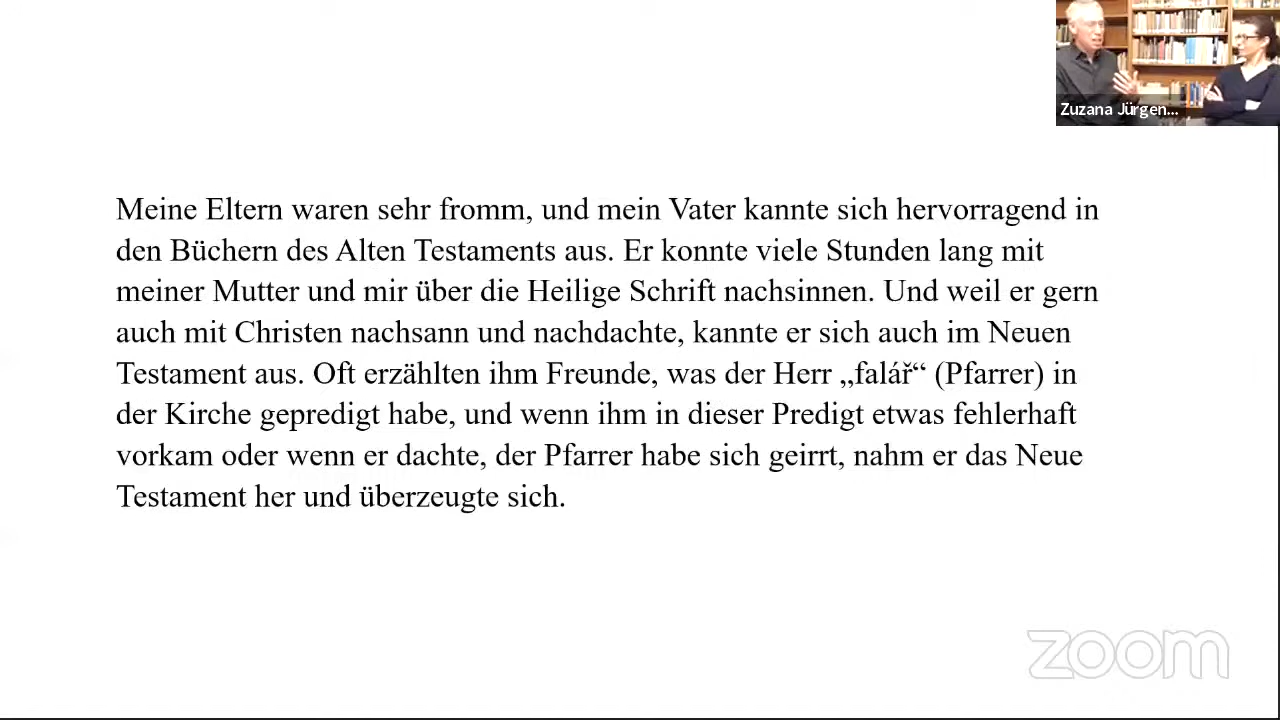 Zuzana Jürgen...
Meine Eltern waren sehr fromm, und mein Vater kannte sich hervorragend in
den Büchern des Alten Testaments aus. Er konnte viele Stunden lang mit
meiner Mutter und mir über die Heilige Schrift nachsinnen. Und weil er gern
auch mit Christen nachsann und nachdachte, kannte er sich auch im Neuen
Testament aus. Oft erzählten ihm Freunde, was der Herr „falář“ (Pfarrer) in
der Kirche gepredigt habe, und wenn ihm in dieser Predigt etwas fehlerhaft
vorkam oder wenn er dachte, der Pfarrer habe sich geirrt, nahm er das Neue
Testament her und überzeugte sich.
zoom